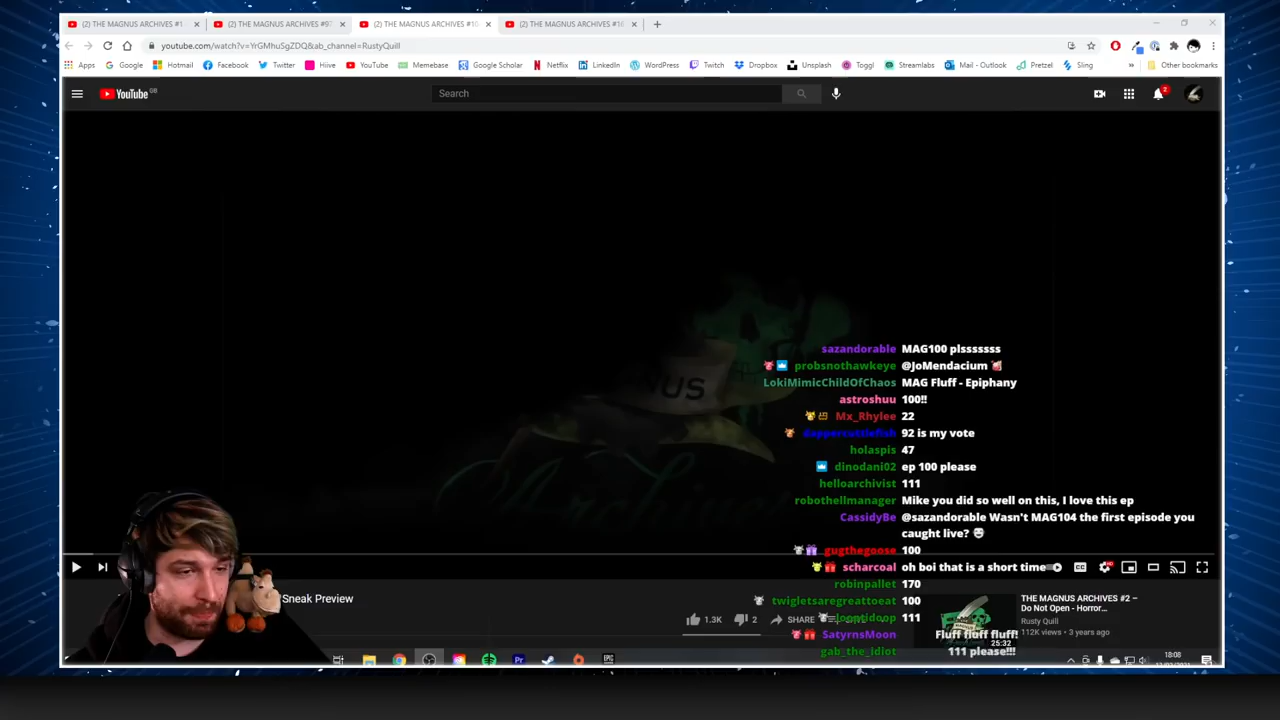 (2) THE MAGNUS ARCHIVES #1
(2) THE MAGNUS ARCHIVES #97
(2) THE MAGNUS ARCHIVES #10
(2) THE MAGNUS ARCHIVES #16
youtube.com/watch?v=YrGMhuSgZDQ&ab_channel=RustyQuill
Apps Google Hotmail Facebook Twitter Hiive YouTube Memebase Google Scholar Netflix LinkedIn WordPress Twitch Dropbox Unsplash Toggl Streamlabs Mail - Outlook Pretzel Sling » Other bookmarks
YouTube GB
Search
2
NUS
sazandorable MAG100 plsssssss
probsnothawkeye @JoMendacium
LokiMimicChildOfChaos MAG Fluff - Epiphany
astroshuu 100!!
Mx_Rhylee 22
dappercuttlefish 92 is my vote
holaspis 47
dinodani02 ep 100 please
helloarchivist 111
robothellmanager Mike you did so well on this, I love this ep
CassidyBe @sazandorable Wasn't MAG104 the first episode you
caught live?
gugthegoose 100
scharcoal oh boi that is a short time
robinpallet 170
twigletsaregreattoeat 100
111
SatyrnsMoon Fluff fluff fluff!
gab_the_idiot 111 please!!!
Sneak Preview
1.3K 2 SHARE
THE MAGNUS ARCHIVES #2 –
Do Not Open - Horror...
Rusty Quill
112K views • 3 years ago
25:32
18:08